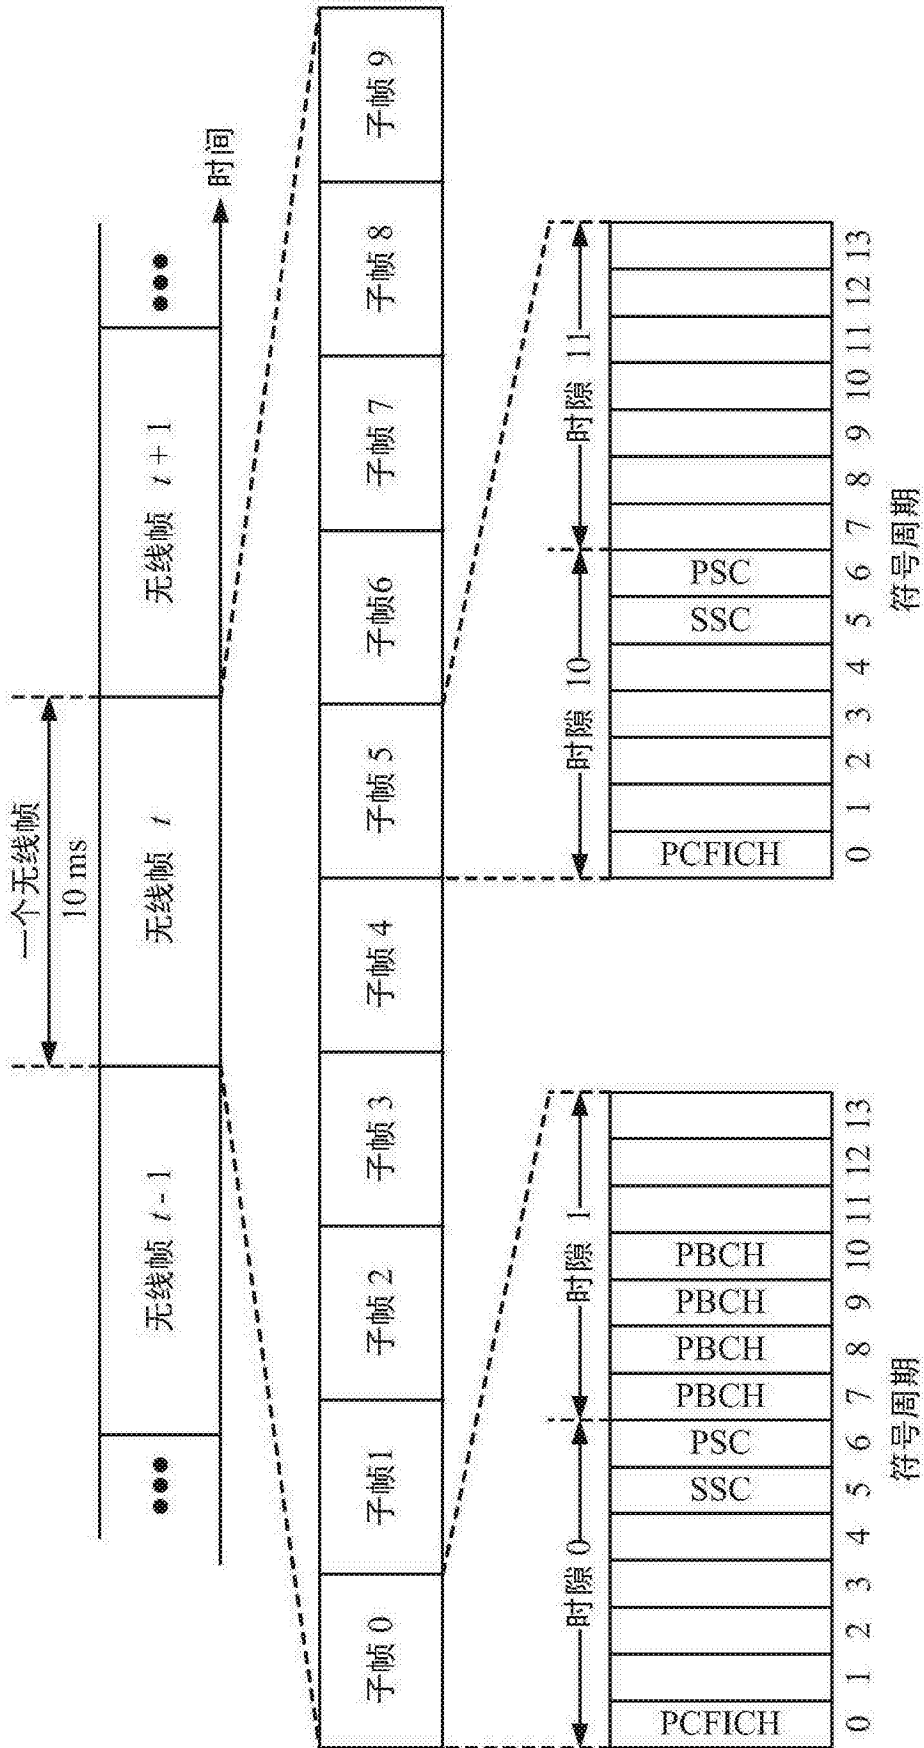 一个无线帧
10 ms
••• 无线帧 t - 1 无线帧 t 无线帧 t + 1 •••
时间
子帧 0 子帧1 子帧 2 子帧 3 子帧 4 子帧 5 子帧6 子帧 7 子帧 8 子帧 9
时隙 0 时隙 1 时隙 10 时隙 11
PCFICH SSC PSC PBCH PBCH PBCH PBCH PCFICH SSC PSC
0 1 2 3 4 5 6 7 8 9 10 11 12 13 0 1 2 3 4 5 6 7 8 9 10 11 12 13
符号周期 符号周期